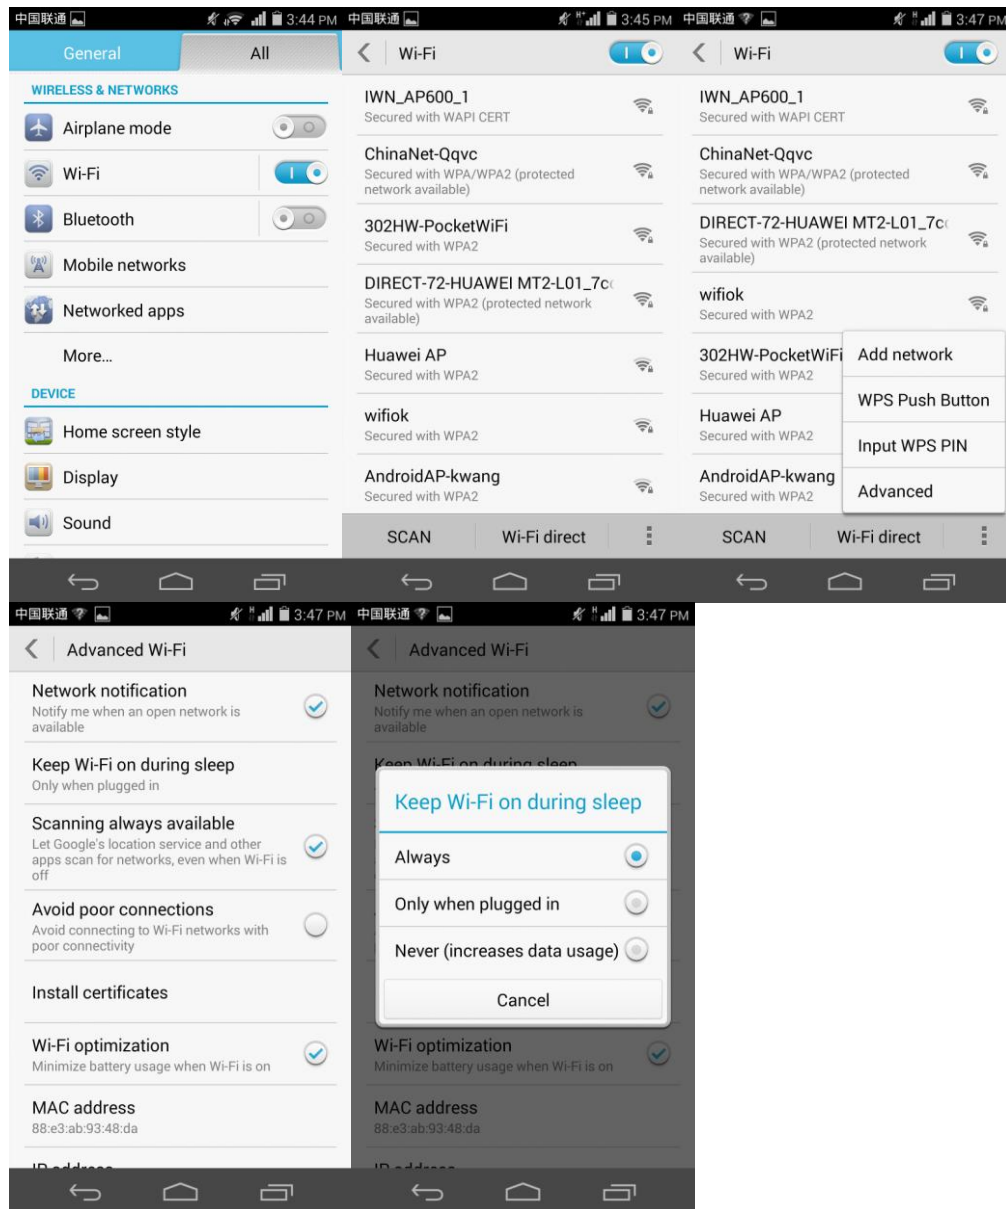 中国联通 3:44 PM
General All
WIRELESS & NETWORKS
Airplane mode
Wi-Fi
Bluetooth
Mobile networks
Networked apps
More...
DEVICE
Home screen style
Display
Sound
中国联通 3:45 PM
Wi-Fi
IWN_AP600_1
Secured with WAPI CERT
ChinaNet-Qqvc
Secured with WPA/WPA2 (protected
network available)
302HW-PocketWiFi
Secured with WPA2
DIRECT-72-HUAWEI MT2-L01_7c
Secured with WPA2 (protected network
available)
Huawei AP
Secured with WPA2
wifiok
Secured with WPA2
AndroidAP-kwang
Secured with WPA2
SCAN Wi-Fi direct
中国联通 3:47 PM
Wi-Fi
IWN_AP600_1
Secured with WAPI CERT
ChinaNet-Qqvc
Secured with WPA/WPA2 (protected
network available)
DIRECT-72-HUAWEI MT2-L01_7c
Secured with WPA2 (protected network
available)
wifiok
Secured with WPA2
302HW-PocketWiFi
Secured with WPA2
Huawei AP
Secured with WPA2
AndroidAP-kwang
Secured with WPA2
Add network
WPS Push Button
Input WPS PIN
Advanced
SCAN Wi-Fi direct
中国联通 3:47 PM
Advanced Wi-Fi
Network notification
Notify me when an open network is
available
Keep Wi-Fi on during sleep
Only when plugged in
Scanning always available
Let Google's location service and other
apps scan for networks, even when Wi-Fi is
off
Avoid poor connections
Avoid connecting to Wi-Fi networks with
poor connectivity
Install certificates
Wi-Fi optimization
Minimize battery usage when Wi-Fi is on
MAC address
88:e3:ab:93:48:da
IP address
中国联通 3:47 PM
Advanced Wi-Fi
Network notification
Notify me when an open network is
available
Keep Wi-Fi on during sleep
Keep Wi-Fi on during sleep
Always
Only when plugged in
Never (increases data usage)
Cancel
Wi-Fi optimization
Minimize battery usage when Wi-Fi is on
MAC address
88:e3:ab:93:48:da
IP address